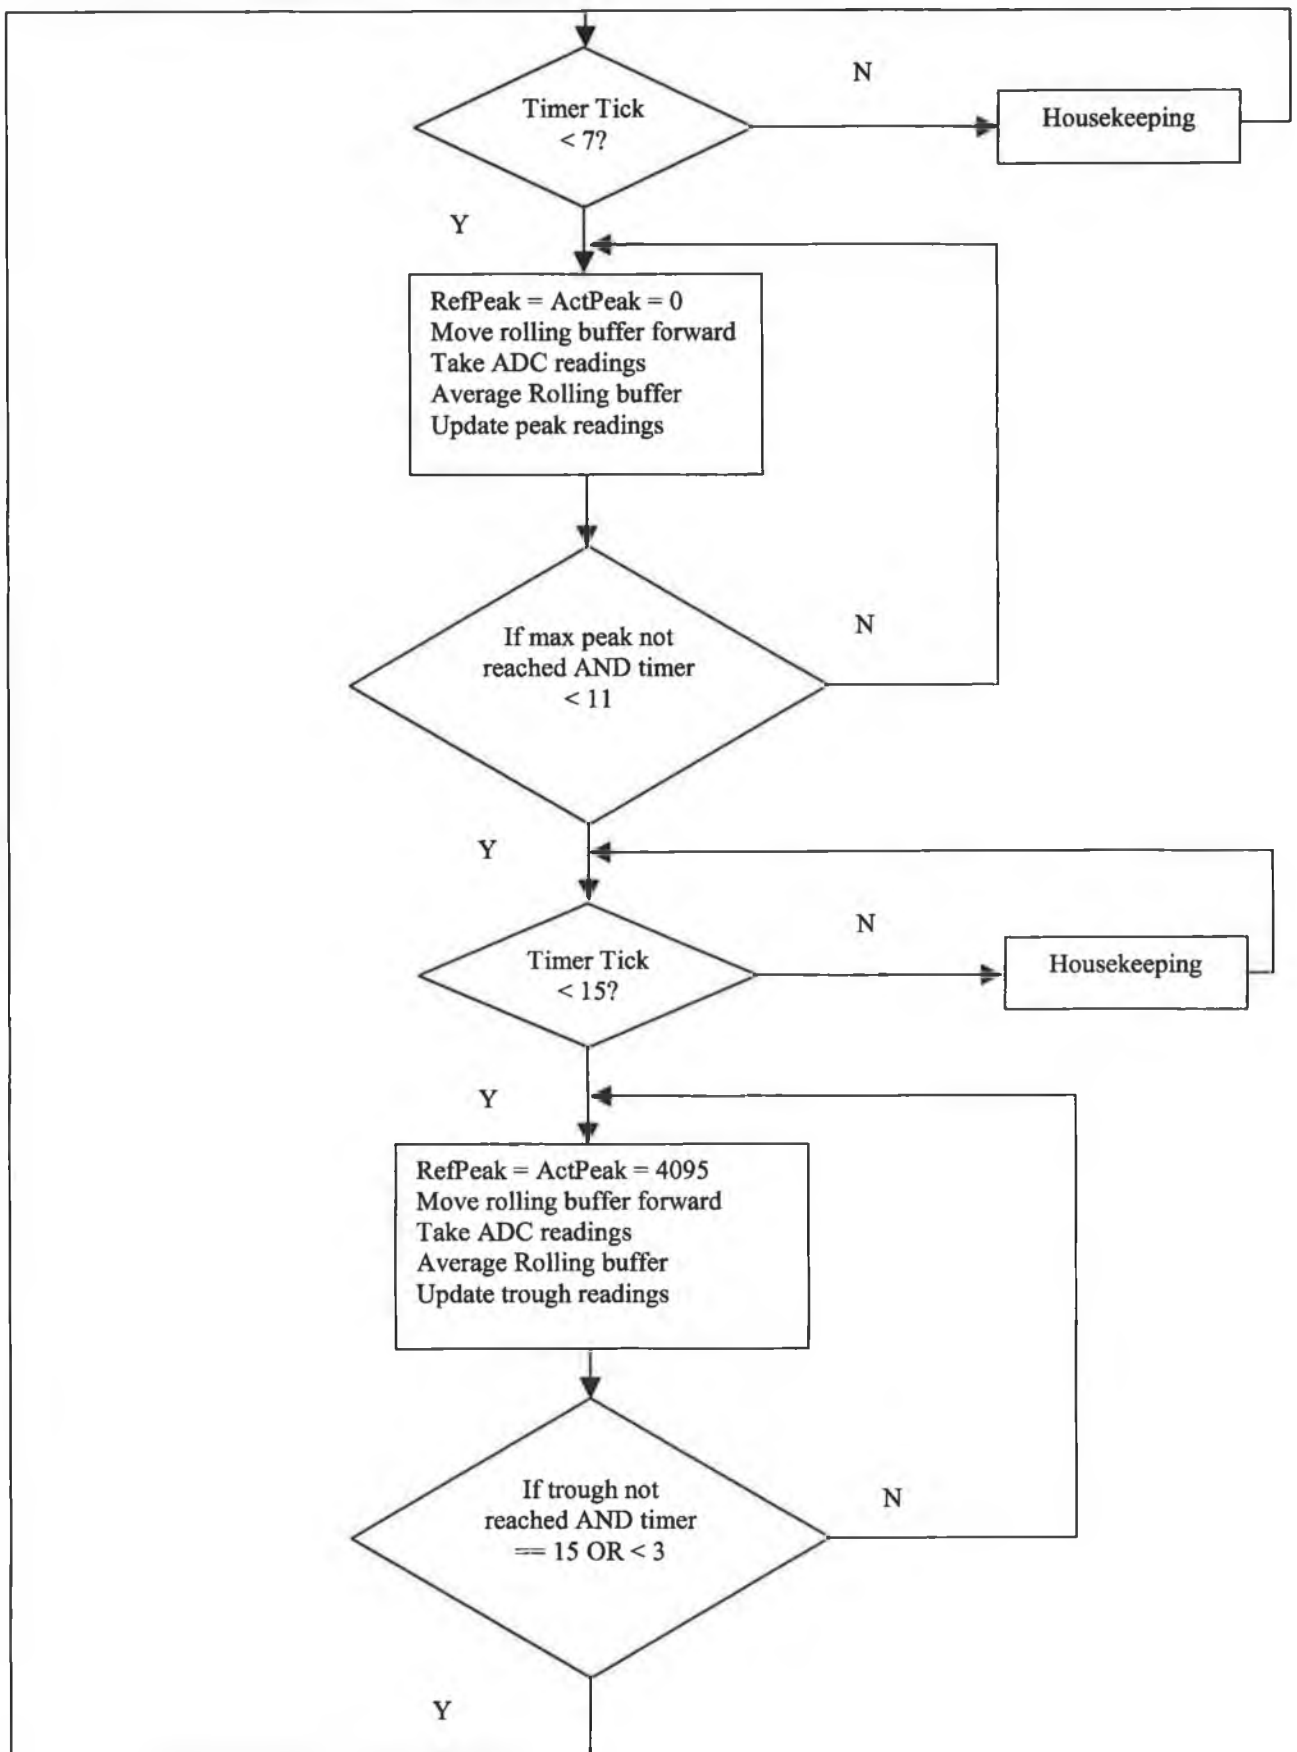 Timer Tick
< 7?
N
Housekeeping
Y
RefPeak = ActPeak = 0
Move rolling buffer forward
Take ADC readings
Average Rolling buffer
Update peak readings
If max peak not
reached AND timer
< 11
N
Y
Timer Tick
< 15?
N
Housekeeping
Y
RefPeak = ActPeak = 4095
Move rolling buffer forward
Take ADC readings
Average Rolling buffer
Update trough readings
If trough not
reached AND timer
== 15 OR < 3
N
Y